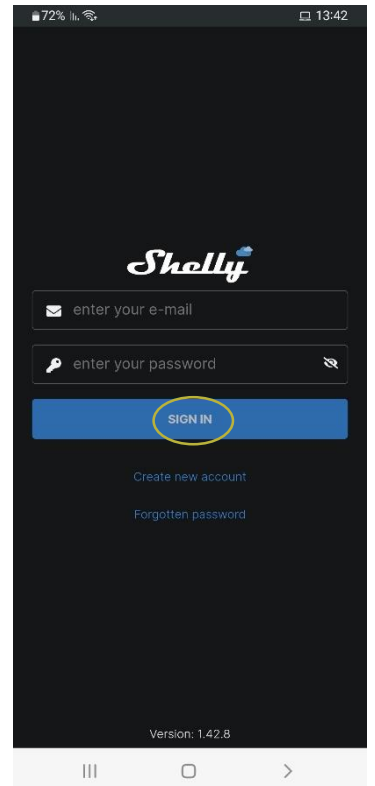 72% 13:42
Shelly
enter your e-mail
enter your password
SIGN IN
Create new account
Forgotten password
Version: 1.42.8